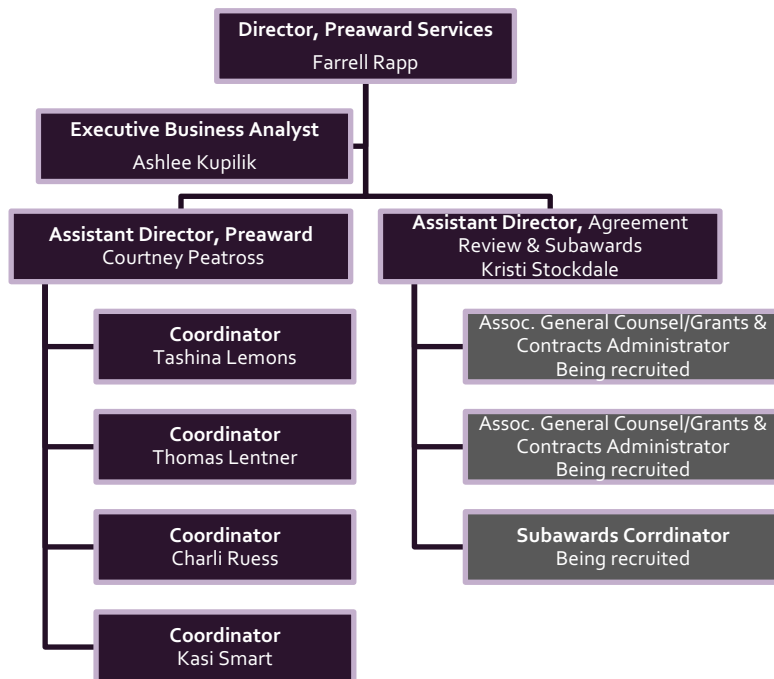 Director, Preaward Services
Farrell Rapp
Executive Business Analyst
Ashlee Kupilik
Assistant Director, Preaward
Courtney Peatross
Assistant Director, Agreement
Review & Subawards
Kristi Stockdale
Coordinator
Tashina Lemons
Coordinator
Thomas Lentner
Coordinator
Charli Ruess
Coordinator
Kasi Smart
Assoc. General Counsel/Grants &
Contracts Administrator
Being recruited
Assoc. General Counsel/Grants &
Contracts Administrator
Being recruited
Subawards Corrdinator
Being recruited